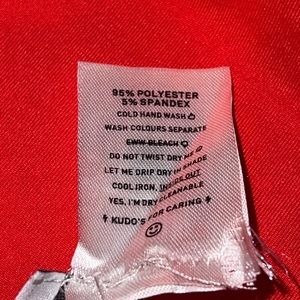 95% POLYESTER
5% SPANDEX
COLD HAND WASH
WASH COLOURS SEPARATE
EWW BLEACH
DO NOT TWIST DRY ME
LET ME DRIP DRY IN SHADE
COOL IRON, INSIDE OUT
YES, I'M DRY CLEANABLE
KUDO'S FOR CARING